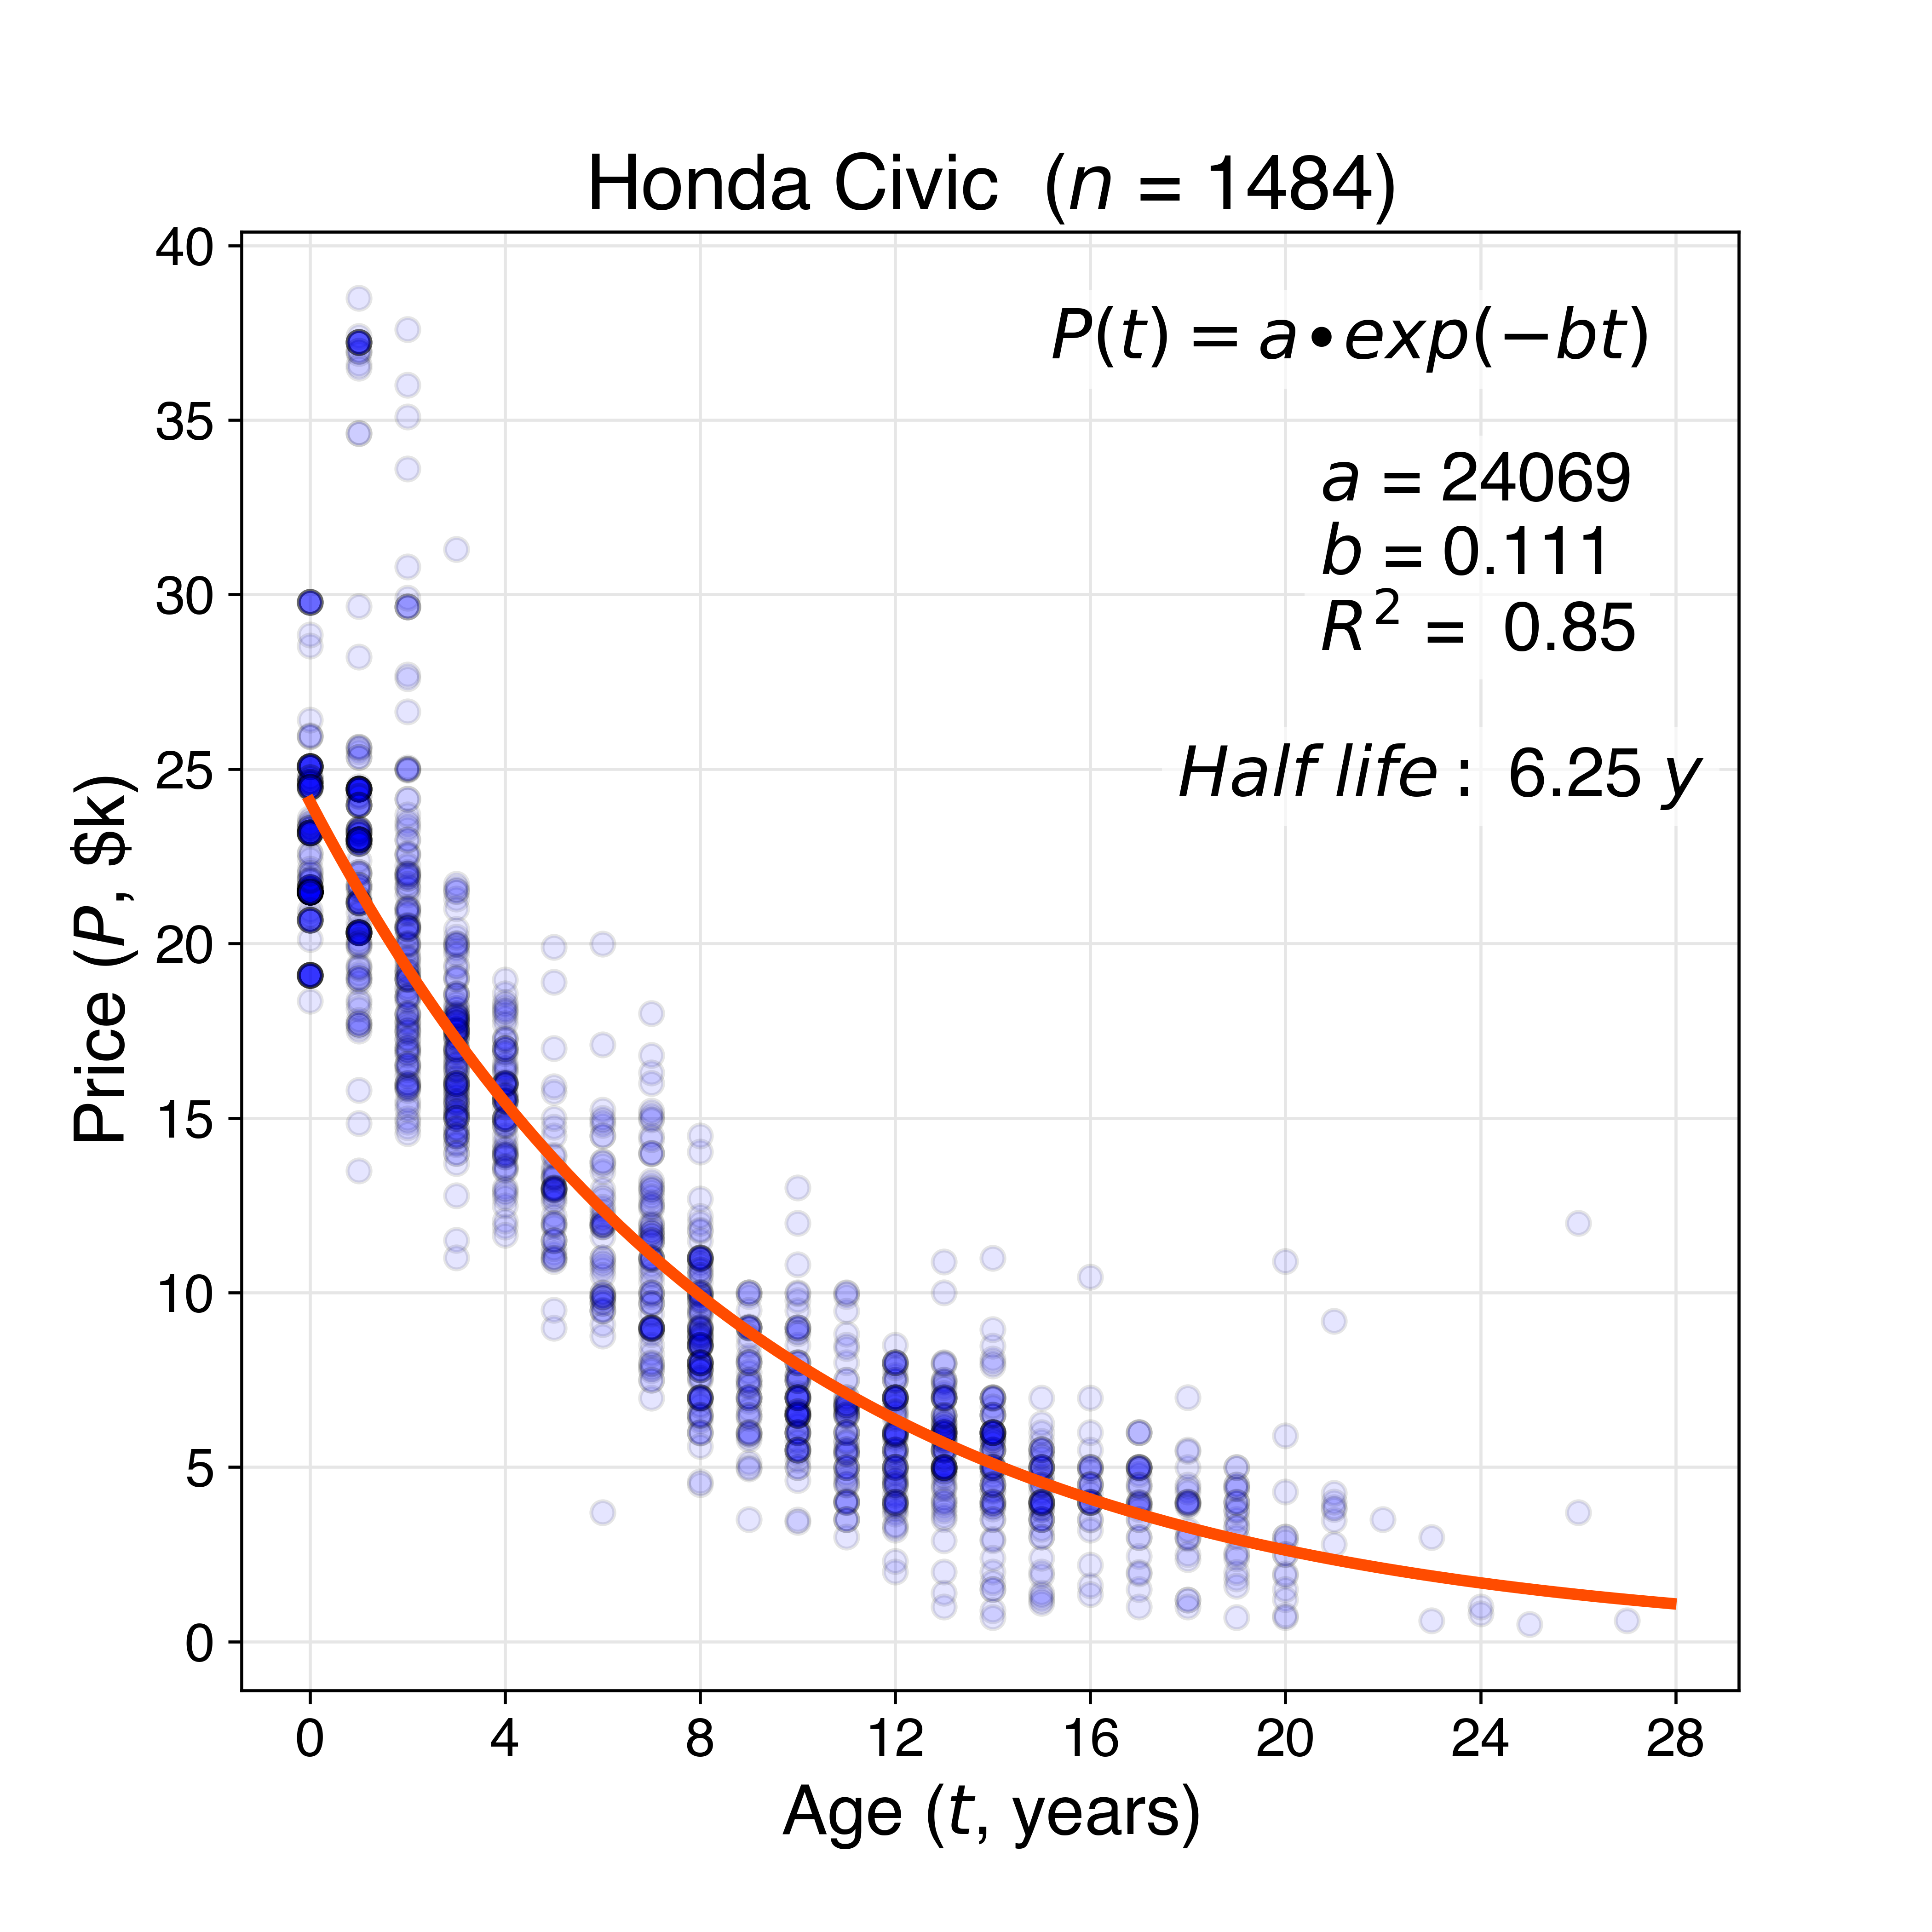 Honda Civic (n = 1484)
P(t) = a•exp(−bt)
a = 24069
b = 0.111
R² = 0.85
Half life : 6.25 y
Price (P, $k)
40
35
30
25
20
15
10
5
0
0 4 8 12 16 20 24 28
Age (t, years)